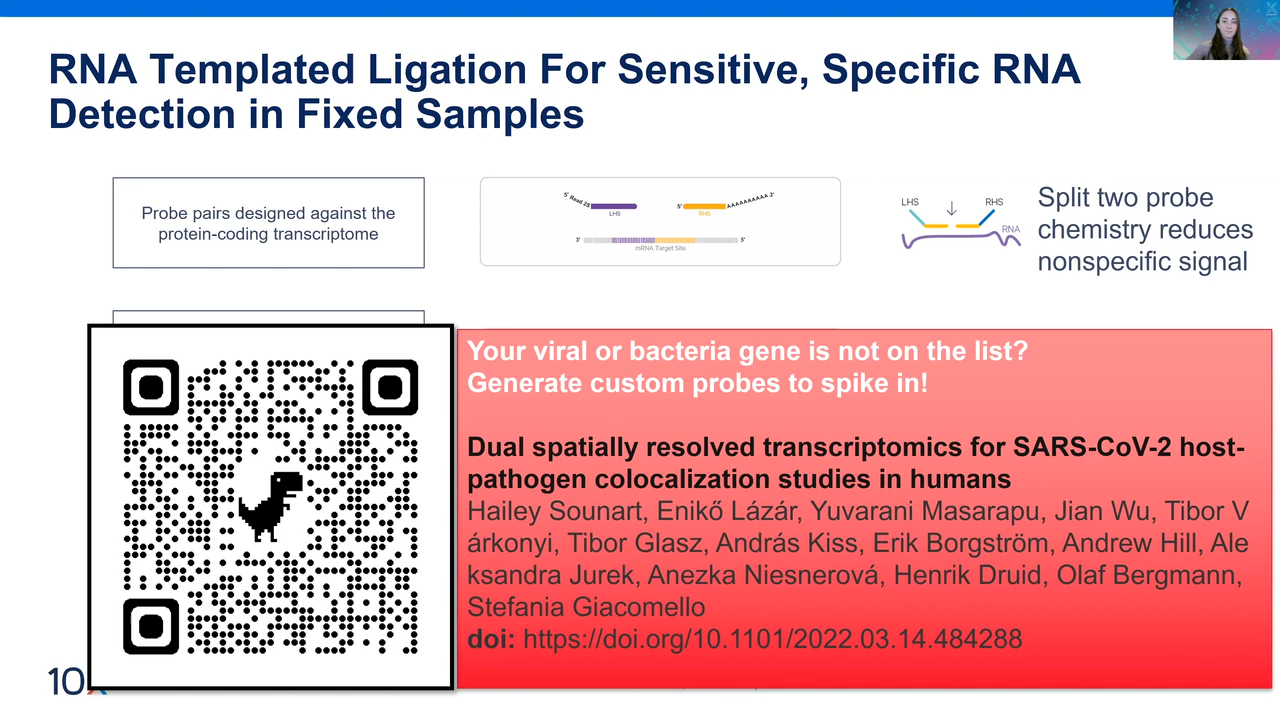 RNA Templated Ligation For Sensitive, Specific RNA
Detection in Fixed Samples
Probe pairs designed against the
protein-coding transcriptome
5' Read 2S
LHS
5'
RHS
AAAAAAAAAA 3'
3'
5'
mRNA Target Site
LHS
RHS
RNA
Split two probe
chemistry reduces
nonspecific signal
Your viral or bacteria gene is not on the list?
Generate custom probes to spike in!
Dual spatially resolved transcriptomics for SARS-CoV-2 host-
pathogen colocalization studies in humans
Hailey Sounart, Enikő Lázár, Yuvarani Masarapu, Jian Wu, Tibor V
árkonyi, Tibor Glasz, András Kiss, Erik Borgström, Andrew Hill, Ale
ksandra Jurek, Anezka Niesnerová, Henrik Druid, Olaf Bergmann,
Stefania Giacomello
doi: https://doi.org/10.1101/2022.03.14.484288
10x